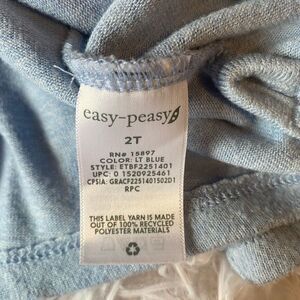 easy-peasy
2T
RN# 15897
COLOR: LT BLUE
STYLE: ETBF2251401
UPC: 0 1520925461
CPSIA: GRACF2251401502D1
RPC
THIS LABEL YARN IS MADE
OUT OF 100% RECYCLED
POLYESTER MATERIALS